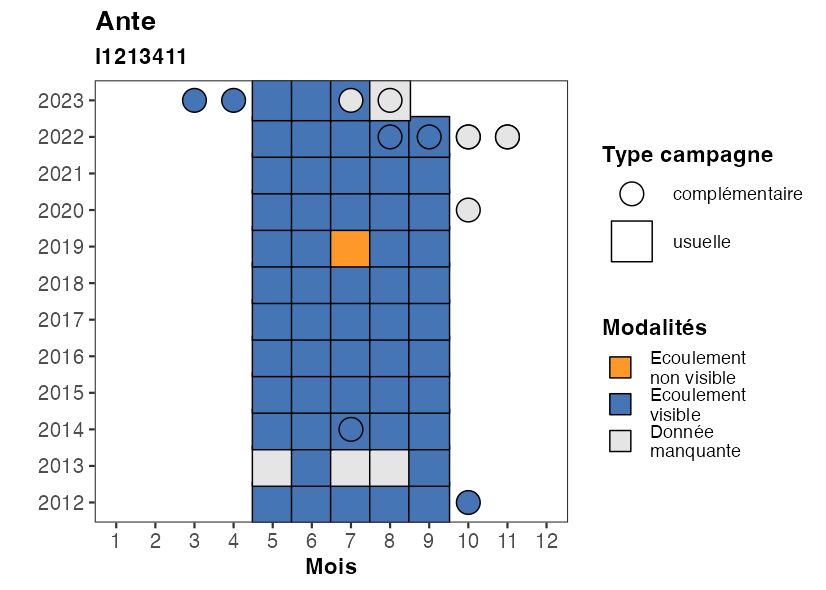 Ante
I1213411
2023
2022
2021
2020
2019
2018
2017
2016
2015
2014
2013
2012
1 2 3 4 5 6 7 8 9 10 11 12
Mois
Type campagne
complémentaire
usuelle
Modalités
Ecoulement
non visible
Ecoulement
visible
Donnée
manquante